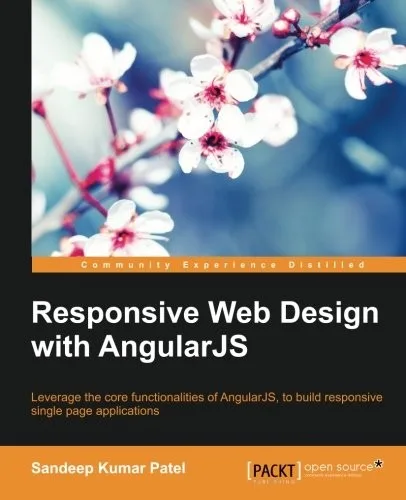 Community Experience Distilled
Responsive Web Design
with AngularJS
Leverage the core functionalities of AngularJS, to build responsive
single page applications
Sandeep Kumar Patel
[PACKT] open source*
PUBLISHING